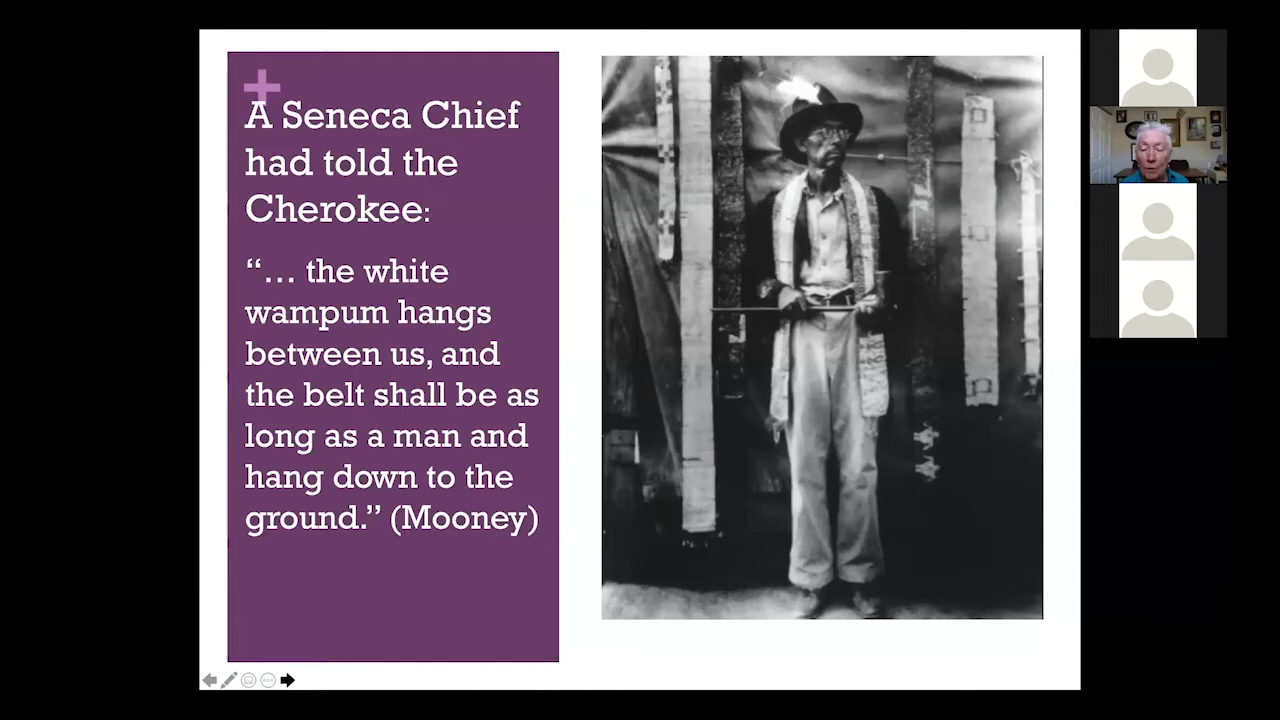 A Seneca Chief
had told the
Cherokee:
“… the white
wampum hangs
between us, and
the belt shall be as
long as a man and
hang down to the
ground.” (Mooney)